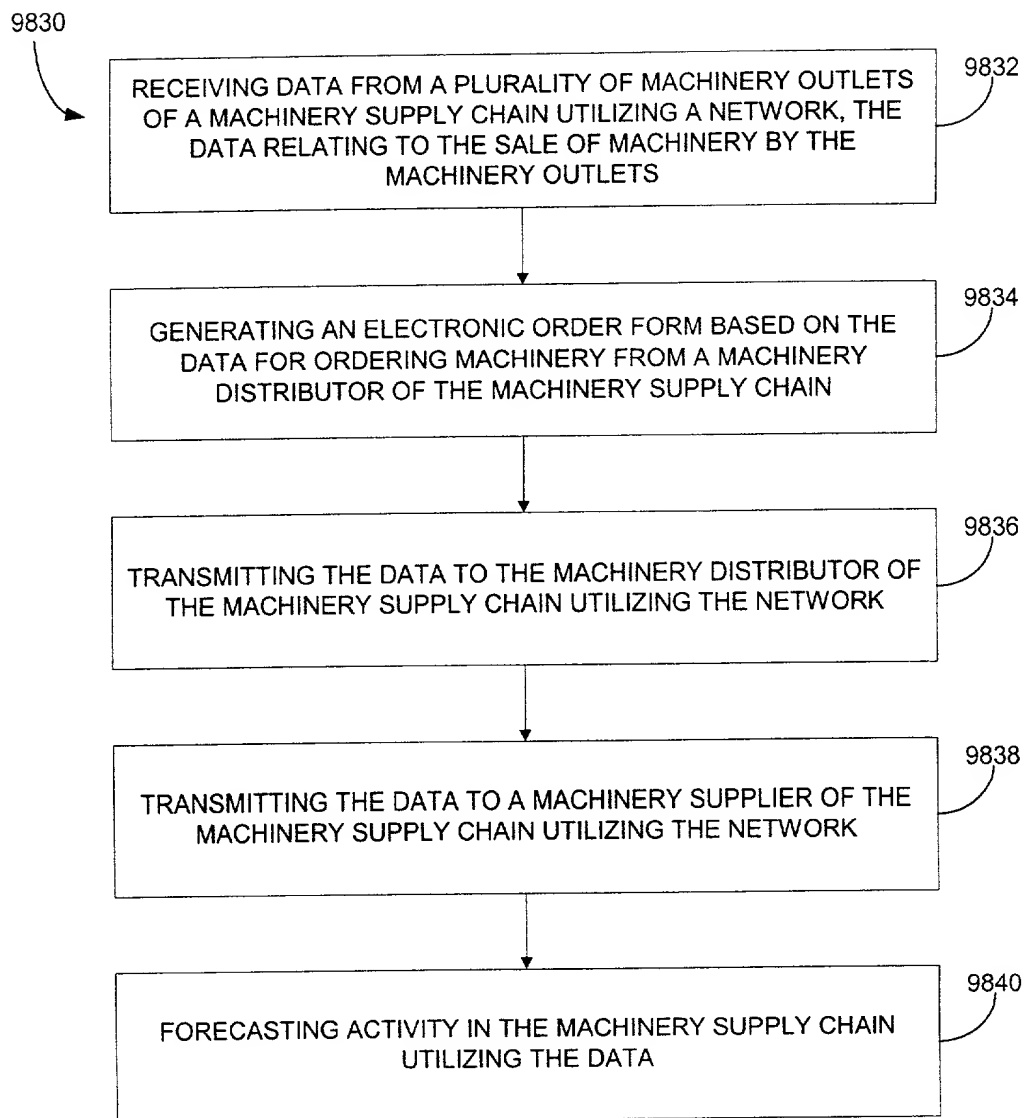 9830
9832
RECEIVING DATA FROM A PLURALITY OF MACHINERY OUTLETS
OF A MACHINERY SUPPLY CHAIN UTILIZING A NETWORK, THE
DATA RELATING TO THE SALE OF MACHINERY BY THE
MACHINERY OUTLETS
9834
GENERATING AN ELECTRONIC ORDER FORM BASED ON THE
DATA FOR ORDERING MACHINERY FROM A MACHINERY
DISTRIBUTOR OF THE MACHINERY SUPPLY CHAIN
9836
TRANSMITTING THE DATA TO THE MACHINERY DISTRIBUTOR OF
THE MACHINERY SUPPLY CHAIN UTILIZING THE NETWORK
9838
TRANSMITTING THE DATA TO A MACHINERY SUPPLIER OF THE
MACHINERY SUPPLY CHAIN UTILIZING THE NETWORK
9840
FORECASTING ACTIVITY IN THE MACHINERY SUPPLY CHAIN
UTILIZING THE DATA